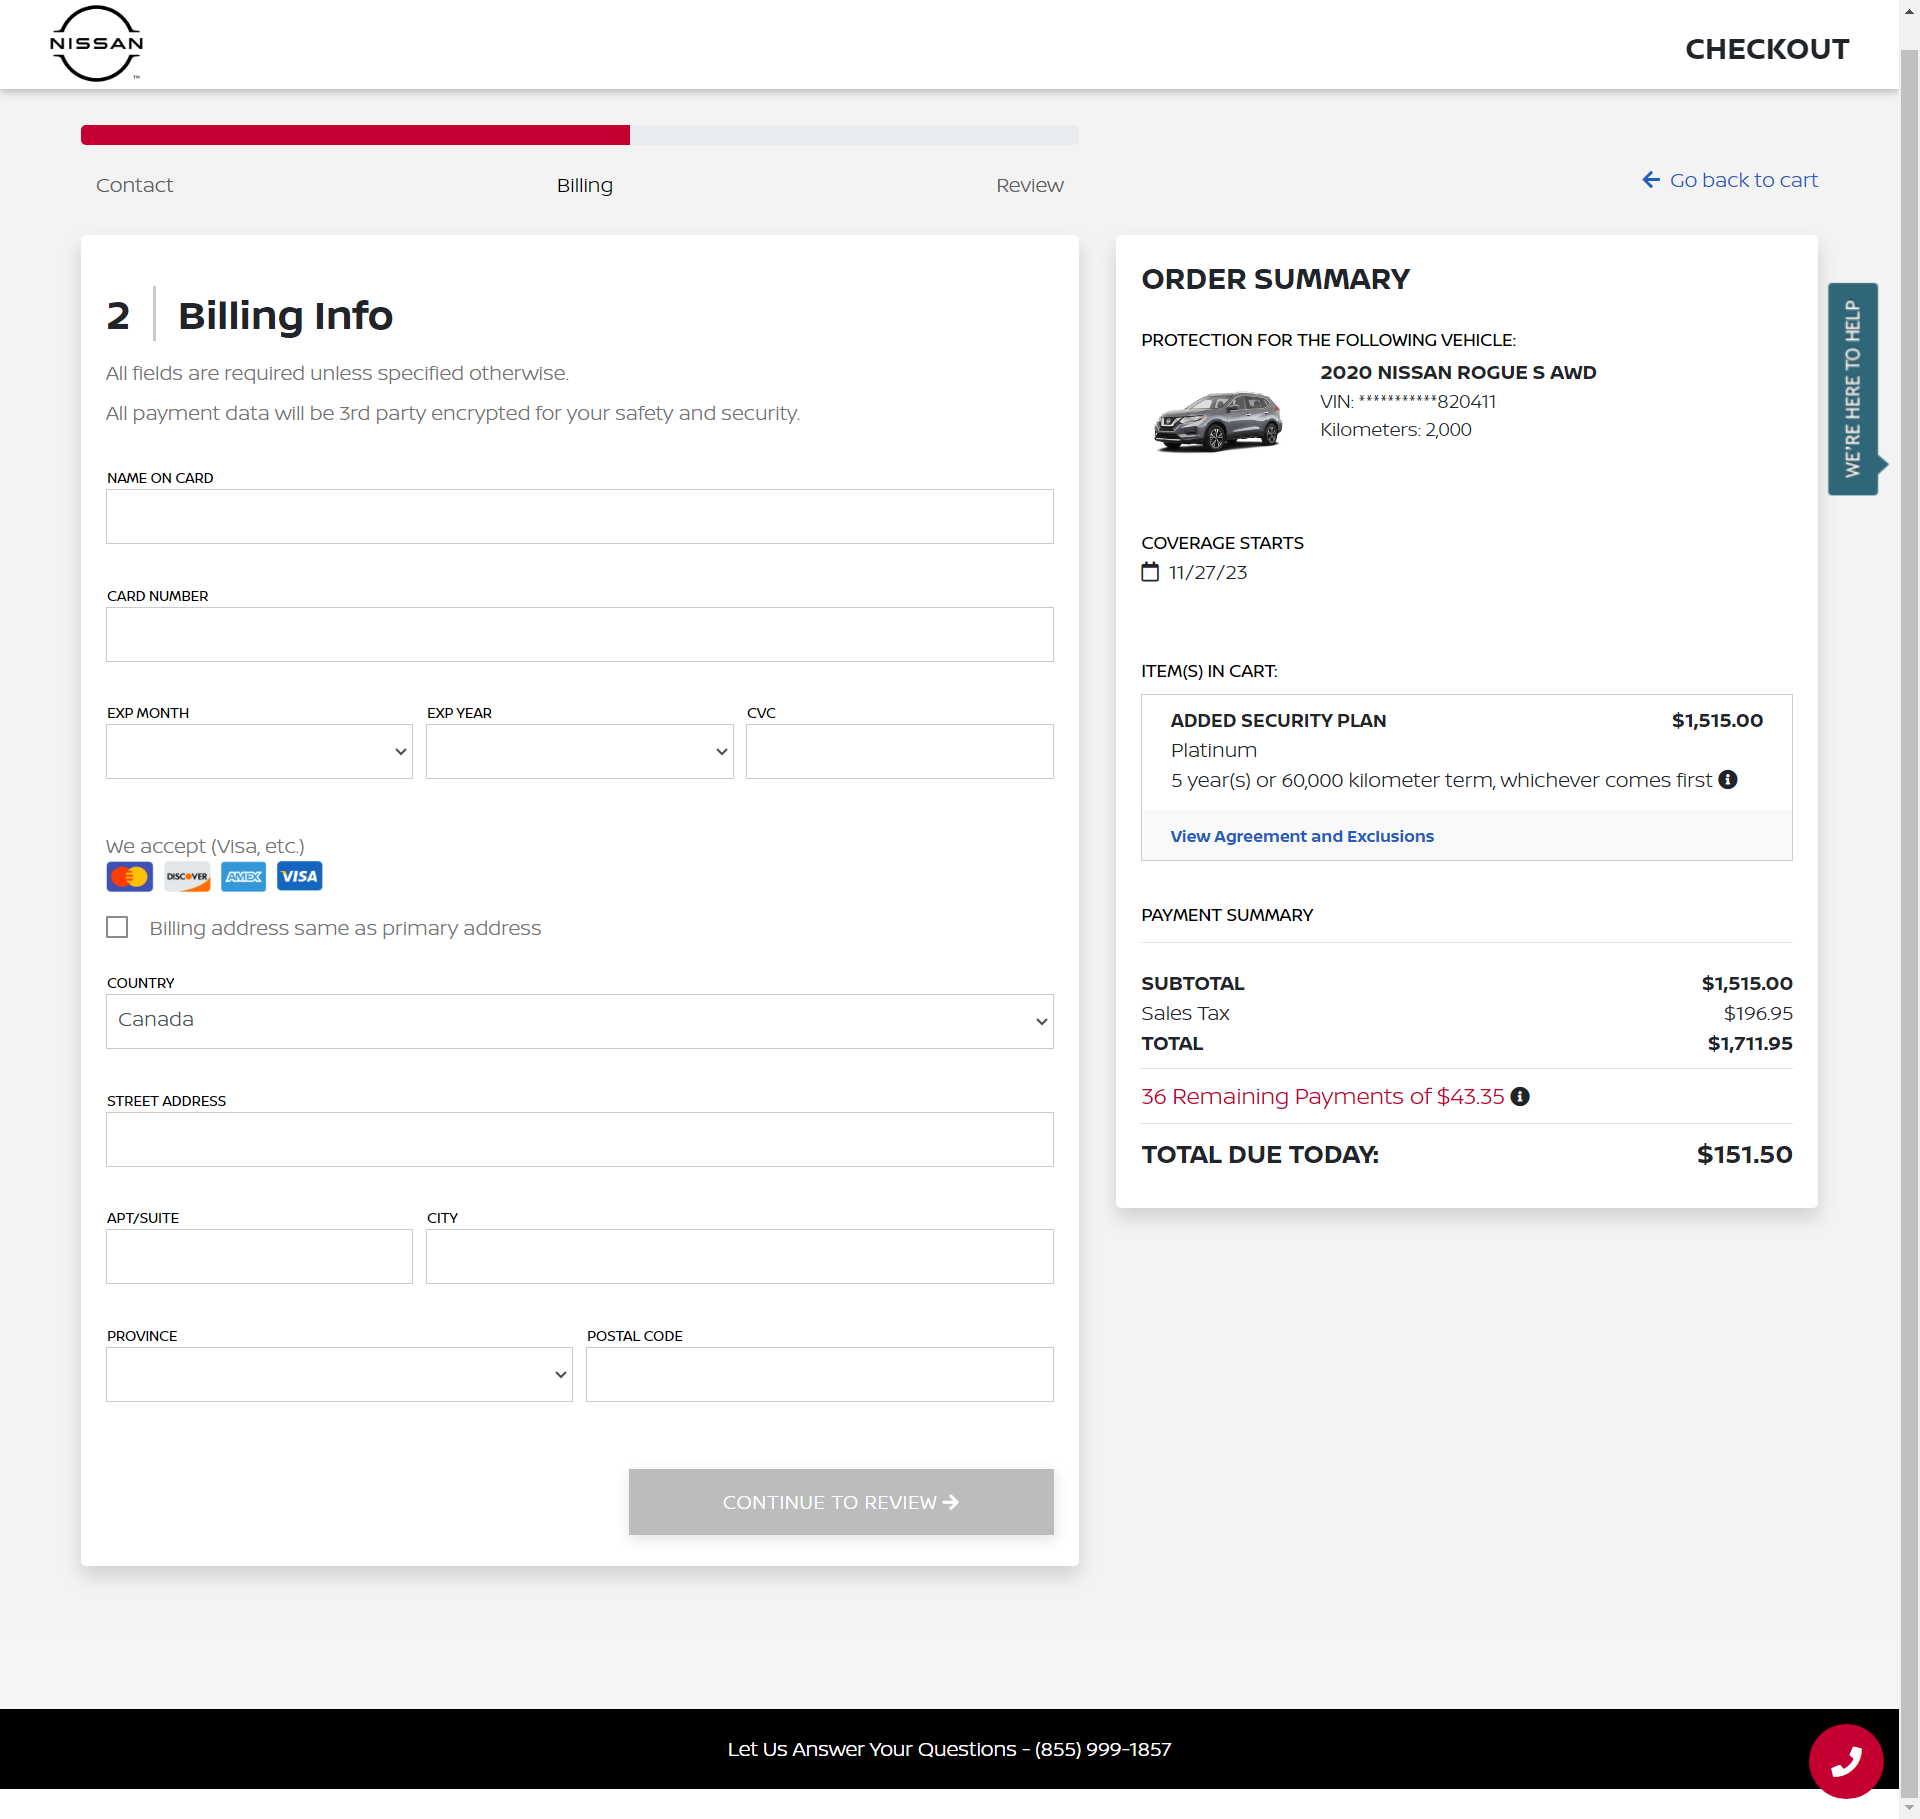 NISSAN
TM
CHECKOUT
Contact
Billing
Review
Go back to cart
2
Billing Info
All fields are required unless specified otherwise.
All payment data will be 3rd party encrypted for your safety and security.
NAME ON CARD
CARD NUMBER
EXP MONTH
EXP YEAR
CVC
We accept (Visa, etc.)
DISCOVER
AMEX
VISA
Billing address same as primary address
COUNTRY
Canada
STREET ADDRESS
APT/SUITE
CITY
PROVINCE
POSTAL CODE
CONTINUE TO REVIEW
ORDER SUMMARY
PROTECTION FOR THE FOLLOWING VEHICLE:
2020 NISSAN ROGUE S AWD
VIN: ***********820411
Kilometers: 2,000
COVERAGE STARTS
11/27/23
ITEM(S) IN CART:
ADDED SECURITY PLAN $1,515.00
Platinum
5 year(s) or 60,000 kilometer term, whichever comes first
View Agreement and Exclusions
PAYMENT SUMMARY
SUBTOTAL $1,515.00
Sales Tax $196.95
TOTAL $1,711.95
36 Remaining Payments of $43.35
TOTAL DUE TODAY: $151.50
WE'RE HERE TO HELP
Let Us Answer Your Questions - (855) 999-1857